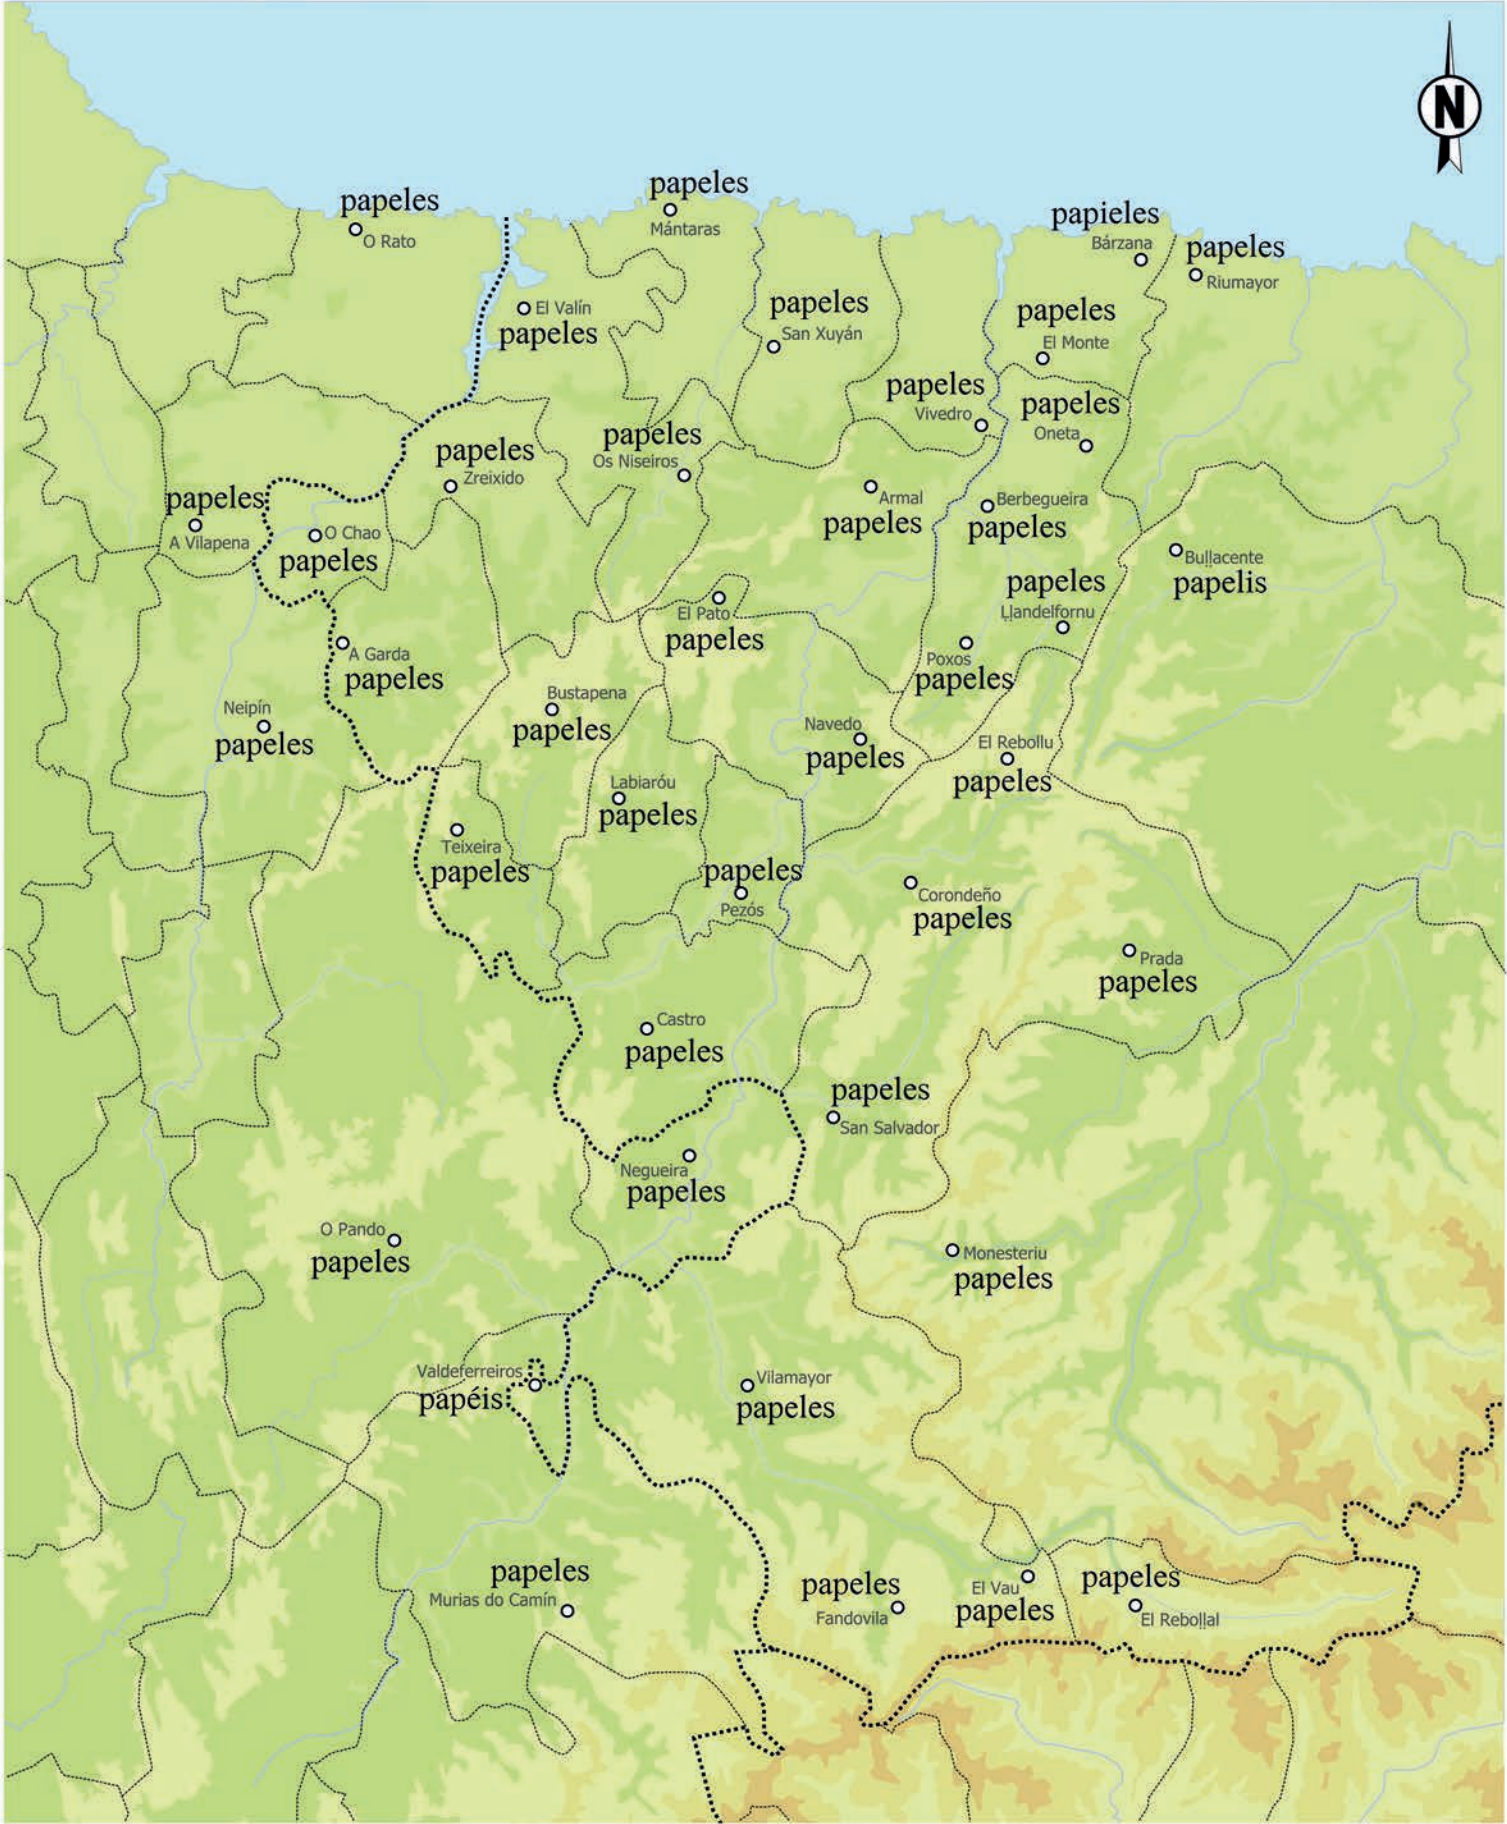 N
papeles
Mántaras
papeles
O Rato
papieles
Bárzana
papeles
Riumayor
El Valín
papeles
papeles
San Xuyán
papeles
El Monte
papeles
Vivedro
papeles
Oneta
papeles
Os Niseiros
papeles
Zreixido
papeles
A Vilapena
Armal
papeles
Berbegueira
papeles
O Chao
papeles
Buḷḷacente
papelis
papeles
Ḷḷandelfornu
El Pato
papeles
A Garda
papeles
Poxos
papeles
Bustapena
papeles
Neipín
papeles
Navedo
papeles
El Rebollu
papeles
Labiaróu
papeles
Teixeira
papeles
papeles
Pezós
Corondeño
papeles
Prada
papeles
Castro
papeles
papeles
San Salvador
Negueira
papeles
O Pando
papeles
Monesteriu
papeles
Valdeferreiros
papéis
Vilamayor
papeles
papeles
Murias do Camín
papeles
Fandovila
El Vau
papeles
papeles
El Reboḷḷal